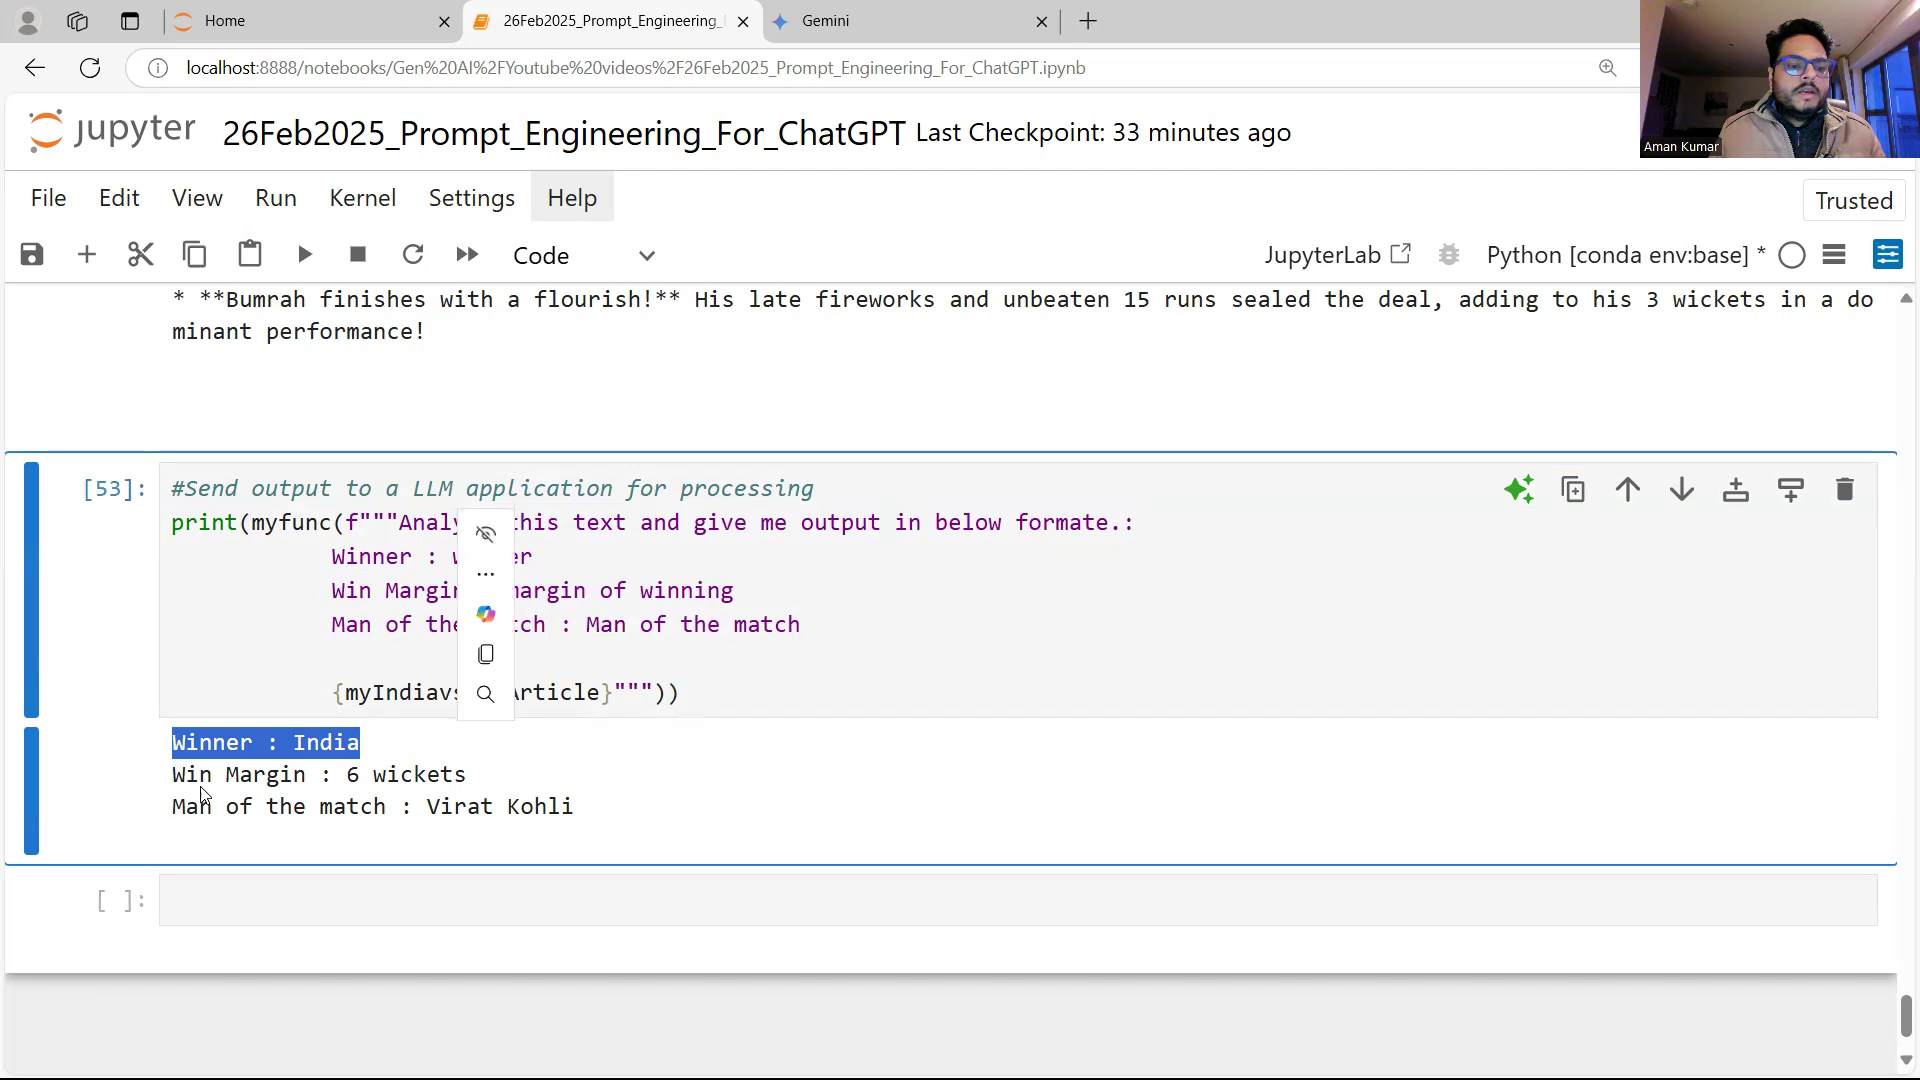 Home
26Feb2025_Prompt_Engineering_
Gemini
localhost:8888/notebooks/Gen%20AI%2FYoutube%20videos%2F26Feb2025_Prompt_Engineering_For_ChatGPT.ipynb
Aman Kumar
jupyter
26Feb2025_Prompt_Engineering_For_ChatGPT Last Checkpoint: 33 minutes ago
File Edit View Run Kernel Settings Help
Trusted
Code
JupyterLab
Python [conda env:base] *
* **Bumrah finishes with a flourish!** His late fireworks and unbeaten 15 runs sealed the deal, adding to his 3 wickets in a do
minant performance!
[53]:
#Send output to a LLM application for processing
print(myfunc(f"""Analy this text and give me output in below formate.:
Winner : w er
Win Margin margin of winning
Man of the tch : Man of the match
{myIndiavs Article}"""))
Winner : India
Win Margin : 6 wickets
Man of the match : Virat Kohli
[ ]: